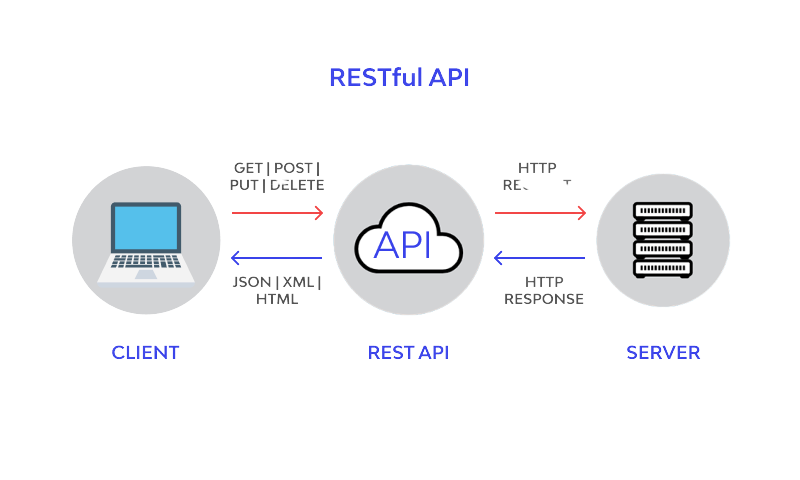 RESTful API
GET | POST |
PUT | DELETE
HTTP
API
JSON | XML |
HTML
HTTP
RESPONSE
CLIENT
REST API
SERVER